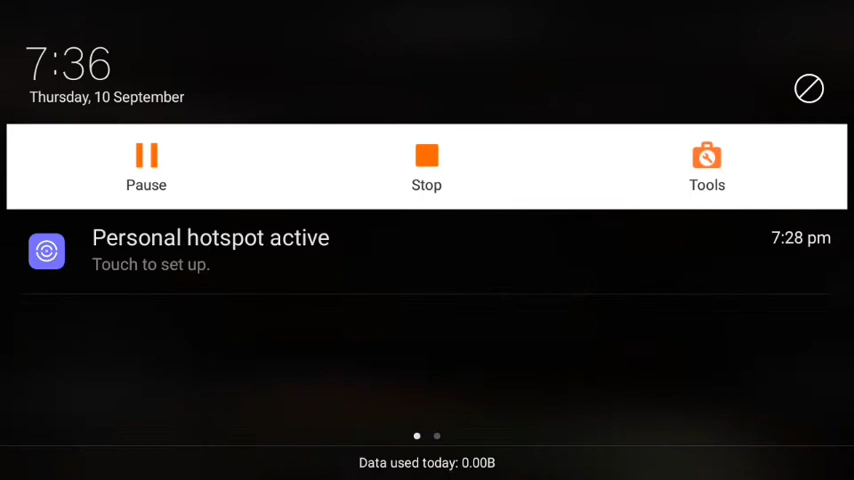 7:36
Thursday, 10 September
Pause
Stop
Tools
Personal hotspot active
7:28 pm
Touch to set up.
Data used today: 0.00B